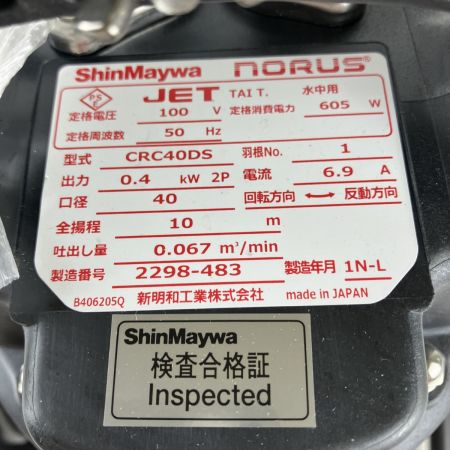 ShinMaywa NORUS®
PSE JET TAI T. 水中用
定格電圧 100 V 定格消費電力 605 W
定格周波数 50 Hz
型式 CRC40DS 羽根No. 1
出力 0.4 kW 2P 電流 6.9 A
口径 40 回転方向 ←→ 反動方向
全揚程 10 m
吐出し量 0.067 m³/min
製造番号 2298-483 製造年月 1N-L
B406205Q 新明和工業株式会社 made in JAPAN
ShinMaywa
検査合格証
Inspected